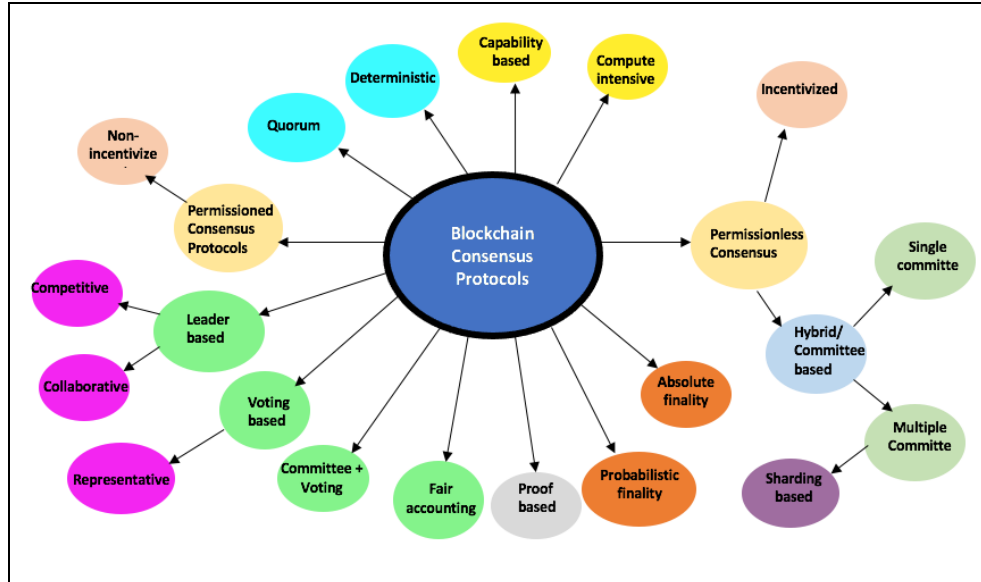 Capability
based
Compute
intensive
Deterministic
Incentivized
Quorum
Non-
incentivize
.
Permissioned
Consensus
Protocols
Blockchain
Consensus
Protocols
Permissionless
Consensus
Single
committe
Competitive
Leader
based
Hybrid/
Committee
based
Collaborative
Voting
based
Absolute
finality
Multiple
Committe
Representative
Committee +
Voting
Fair
accounting
Proof
based
Probabilistic
finality
Sharding
based